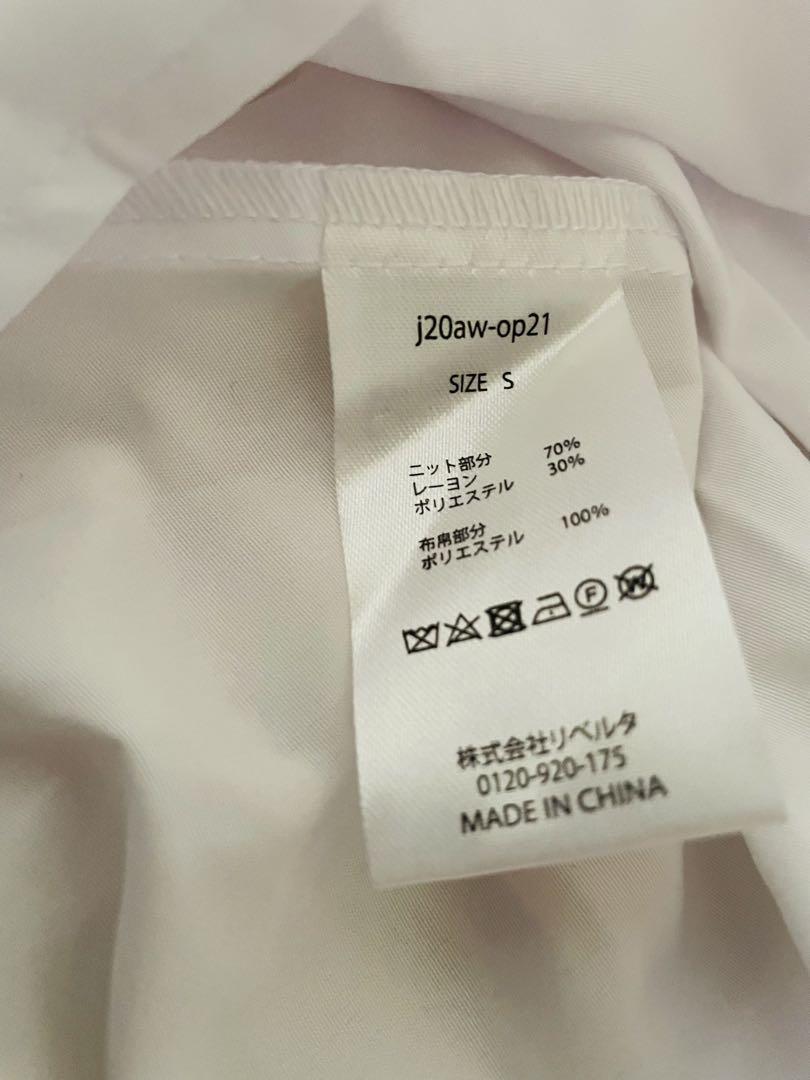 j20aw-op21
SIZE S
ニット部分
レーヨン 70%
ポリエステル 30%
布帛部分
ポリエステル 100%
F W
株式会社リベルタ
0120-920-175
MADE IN CHINA